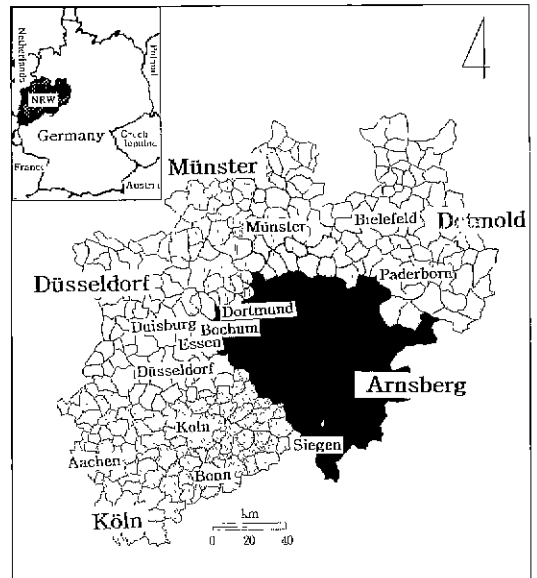 Netherlands
Poland
NRW
Germany
Czech
France
Austria
4
Münster
Münster
Bielefeld
Detmold
Paderborn
Düsseldorf
Dortmund
Duisburg
Bochum
Essen
Düsseldorf
Arnsberg
Köln
Siegen
Aachen
Bonn
Köln
km
0 20 40